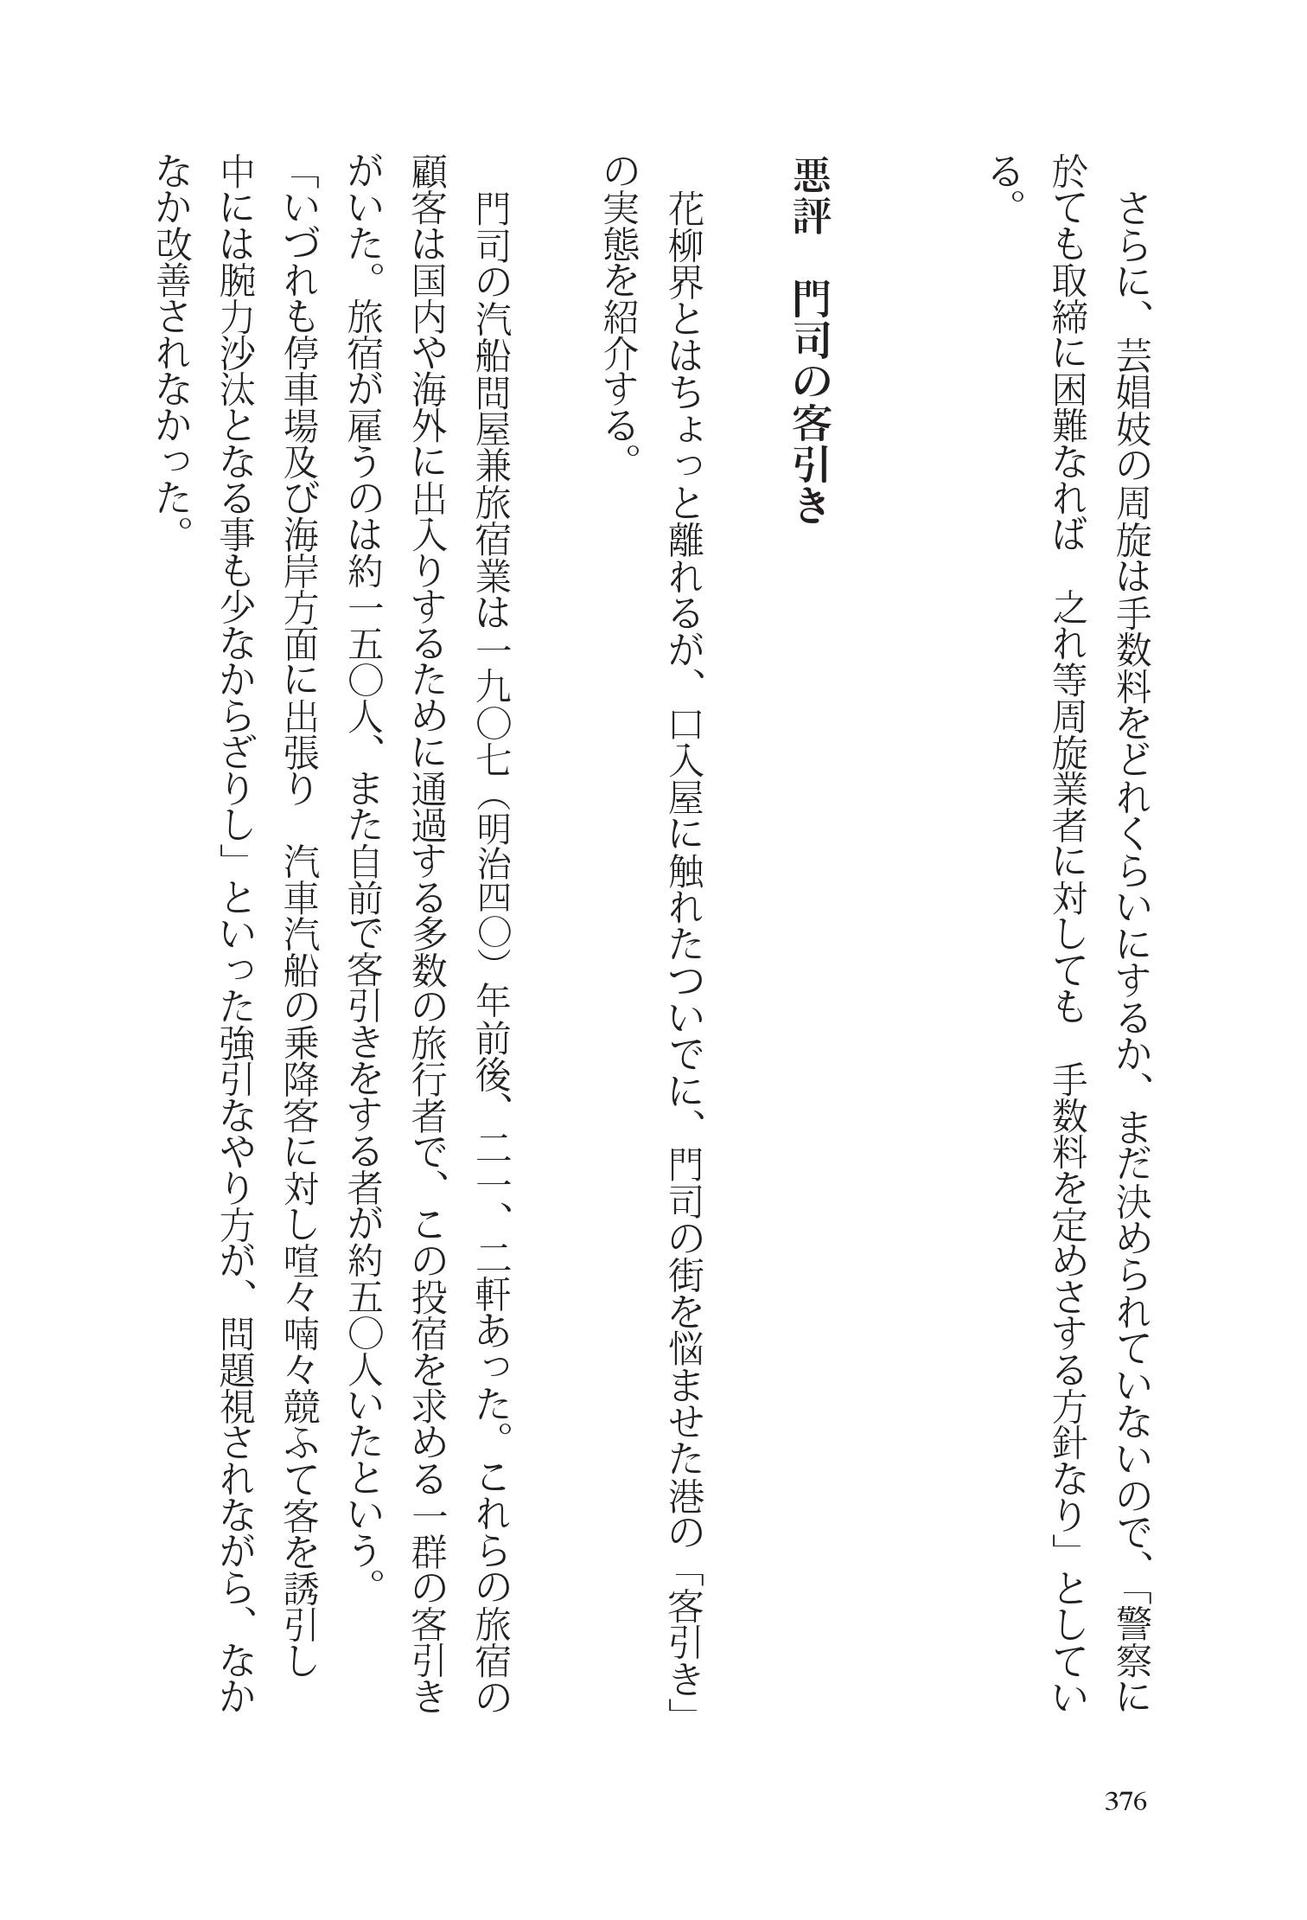 さらに、芸娼妓の周旋は手数料をどれくらいにするか、まだ決められていないので、「警察に
於ても取締に困難なれば　之れ等周旋業者に対しても　手数料を定めさする方針なり」としてい
る。
悪評　門司の客引き
　花柳界とはちょっと離れるが、口入屋に触れたついでに、門司の街を悩ませた港の「客引き」
の実態を紹介する。
　門司の汽船問屋兼旅宿業は一九〇七（明治四〇）年前後、二一、二軒あった。これらの旅宿の
顧客は国内や海外に出入りするために通過する多数の旅行者で、この投宿を求める一群の客引き
がいた。旅宿が雇うのは約一五〇人、また自前で客引きをする者が約五〇人いたという。
「いづれも停車場及び海岸方面に出張り　汽車汽船の乗降客に対し喧々喃々競ふて客を誘引し
中には腕力沙汰となる事も少なからざりし」といった強引なやり方が、問題視されながら、なか
なか改善されなかった。
376